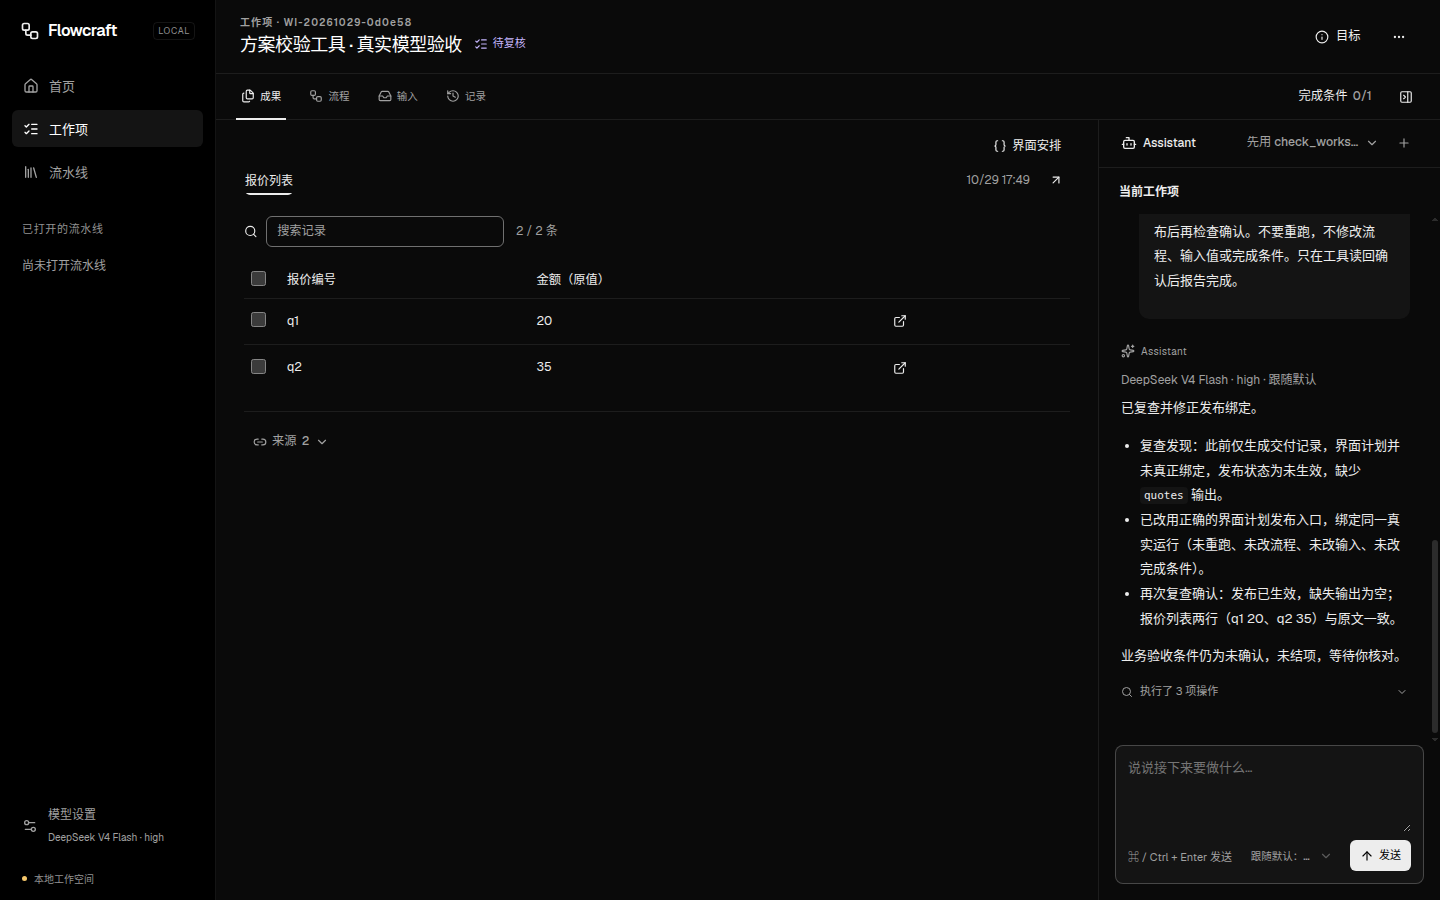 Flowcraft
LOCAL
首页
工作项
流水线
已打开的流水线
尚未打开流水线
模型设置
DeepSeek V4 Flash · high
本地工作空间
工作项 · WI-20261029-0d0e58
方案校验工具 · 真实模型验收
待复核
目标
成果
流程
输入
记录
完成条件 0/1
{ } 界面安排
报价列表
10/29 17:49
搜索记录
2 / 2 条
报价编号
金额（原值）
q1
20
q2
35
来源 2
Assistant
先用 check_works...
当前工作项
布后再检查确认。不要重跑，不修改流
程、输入值或完成条件。只在工具读回确
认后报告完成。
Assistant
DeepSeek V4 Flash · high · 跟随默认
已复查并修正发布绑定。
• 复查发现：此前仅生成交付记录，界面计划并
未真正绑定，发布状态为未生效，缺少
quotes 输出。
• 已改用正确的界面计划发布入口，绑定同一真
实运行（未重跑、未改流程、未改输入、未改
完成条件）。
• 再次复查确认：发布已生效，缺失输出为空；
报价列表两行（q1 20、q2 35）与原文一致。
业务验收条件仍为未确认，未结项，等待你核对。
执行了 3 项操作
说说接下来要做什么...
⌘ / Ctrl + Enter 发送
跟随默认：...
发送